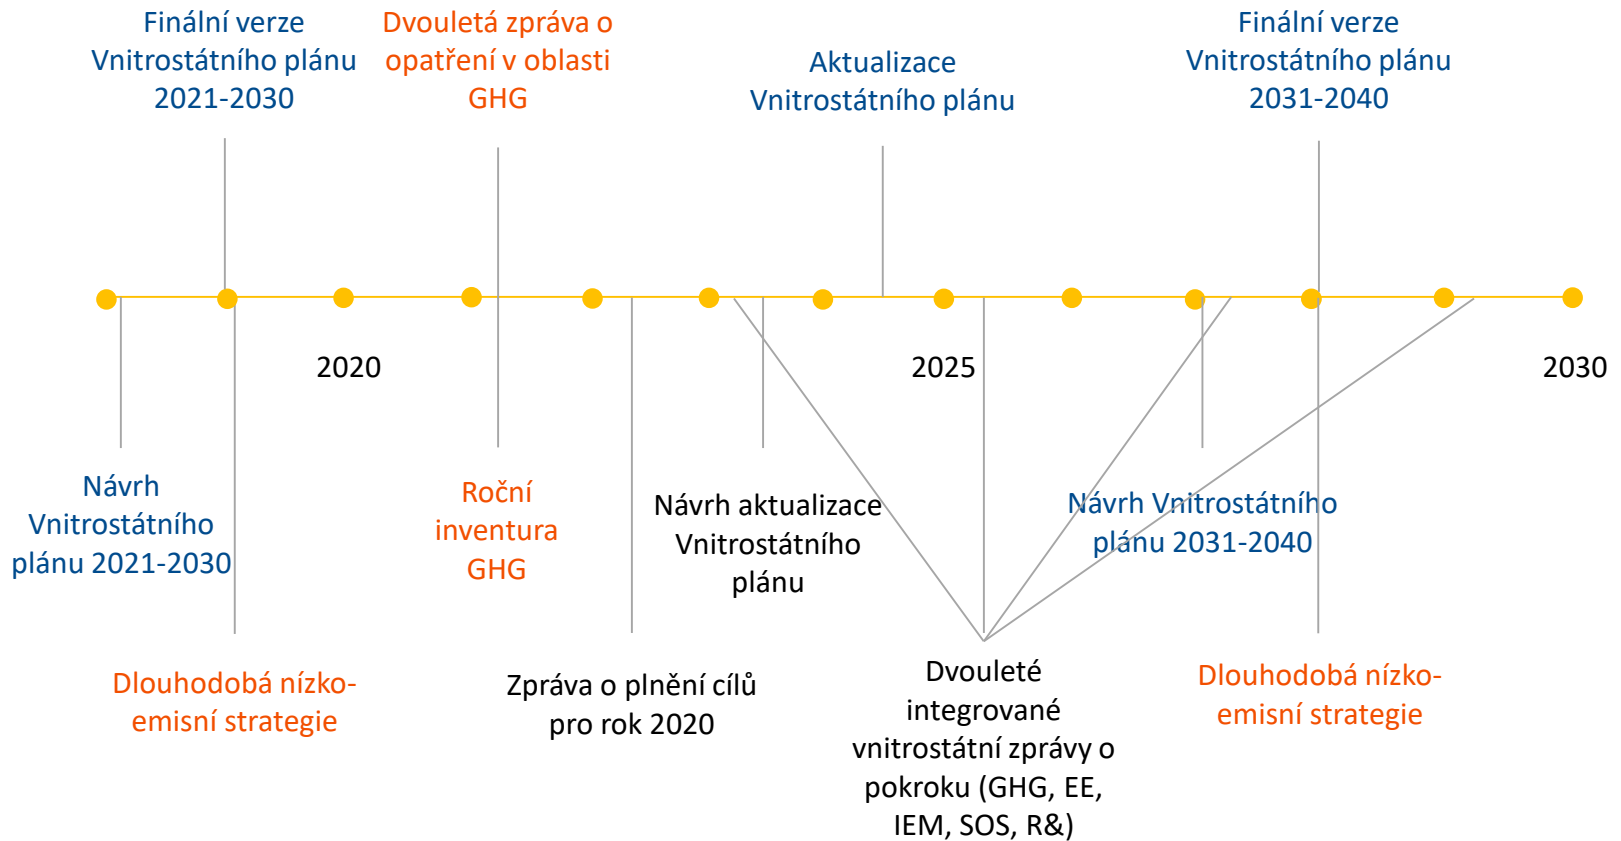 Finální verze
Vnitrostátního plánu
2021-2030
Dvouletá zpráva o
opatření v oblasti
GHG
Aktualizace
Vnitrostátního plánu
Finální verze
Vnitrostátního plánu
2031-2040
2020
2025
2030
Návrh
Vnitrostátního
plánu 2021-2030
Roční
inventura
GHG
Návrh aktualizace
Vnitrostátního
plánu
Návrh Vnitrostátního
plánu 2031-2040
Dlouhodobá nízko-
emisní strategie
Zpráva o plnění cílů
pro rok 2020
Dvouleté
integrované
vnitrostátní zprávy o
pokroku (GHG, EE,
IEM, SOS, R&)
Dlouhodobá nízko-
emisní strategie